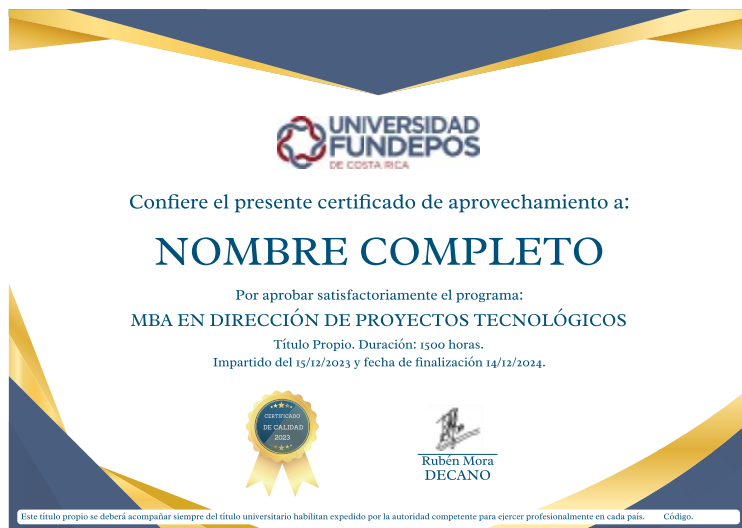 UNIVERSIDAD
FUNDEPOS
DE COSTA RICA
Confiere el presente certificado de aprovechamiento a:
NOMBRE COMPLETO
Por aprobar satisfactoriamente el programa:
MBA EN DIRECCIÓN DE PROYECTOS TECNOLÓGICOS
Título Propio. Duración: 1500 horas.
Impartido del 15/12/2023 y fecha de finalización 14/12/2024.
CERTIFICADO
DE CALIDAD
2023
Rubén Mora
DECANO
Este título propio se deberá acompañar siempre del título universitario habilitan expedido por la autoridad competente para ejercer profesionalmente en cada país. Código.